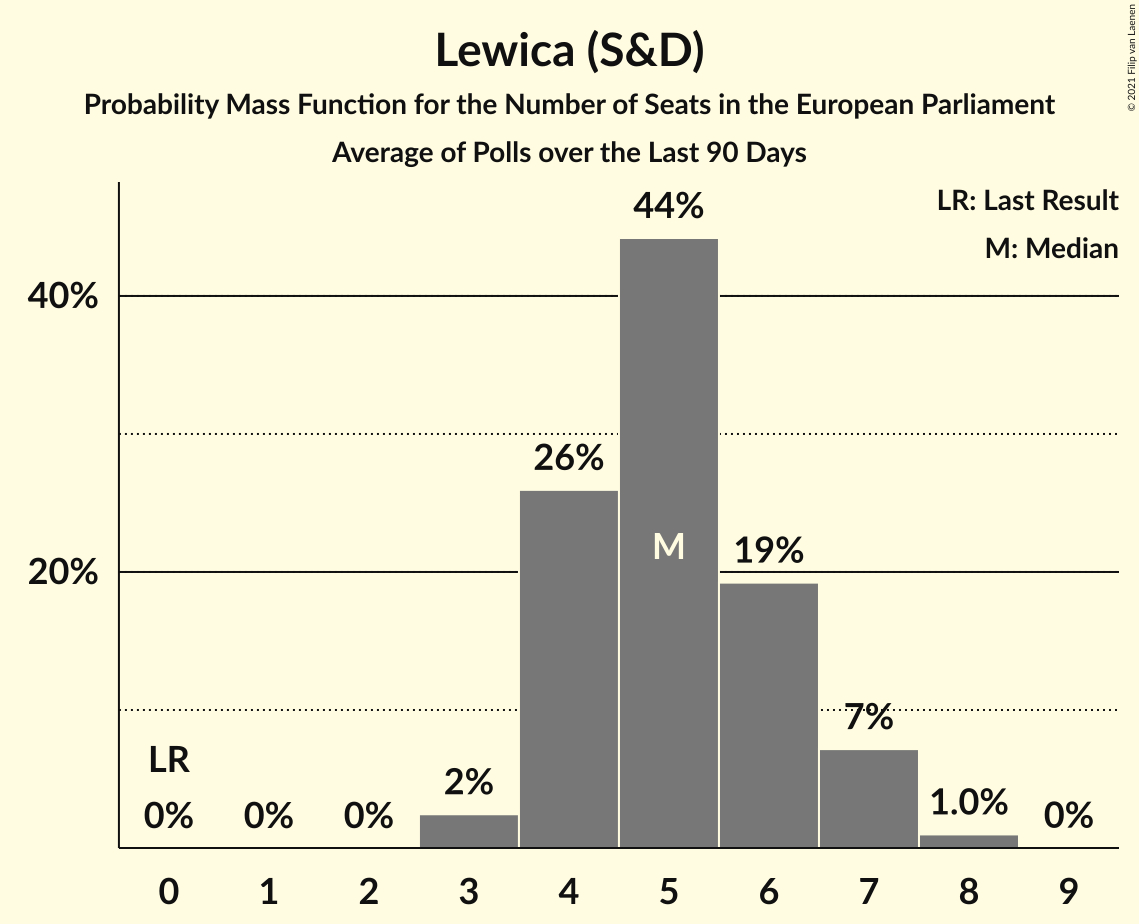 Lewica (S&D)
Probability Mass Function for the Number of Seats in the European Parliament
Average of Polls over the Last 90 Days
© 2021 Filip van Laenen
LR: Last Result
M: Median
44%
40%
26%
M
19%
20%
7%
LR
2%
1.0%
0% 0% 0% 0%
0 1 2 3 4 5 6 7 8 9